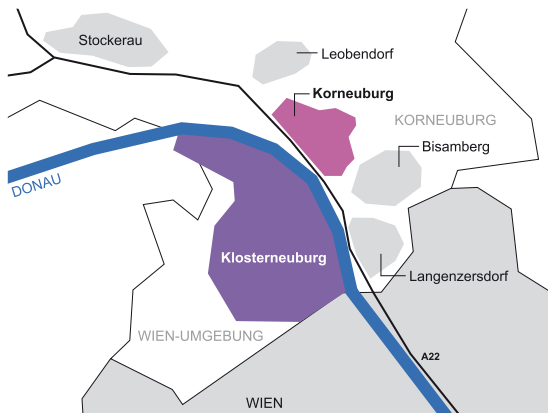 Stockerau
Leobendorf
Korneuburg
KORNEUBURG
Bisamberg
DONAU
Klosterneuburg
Langenzersdorf
WIEN-UMGEBUNG
A22
WIEN